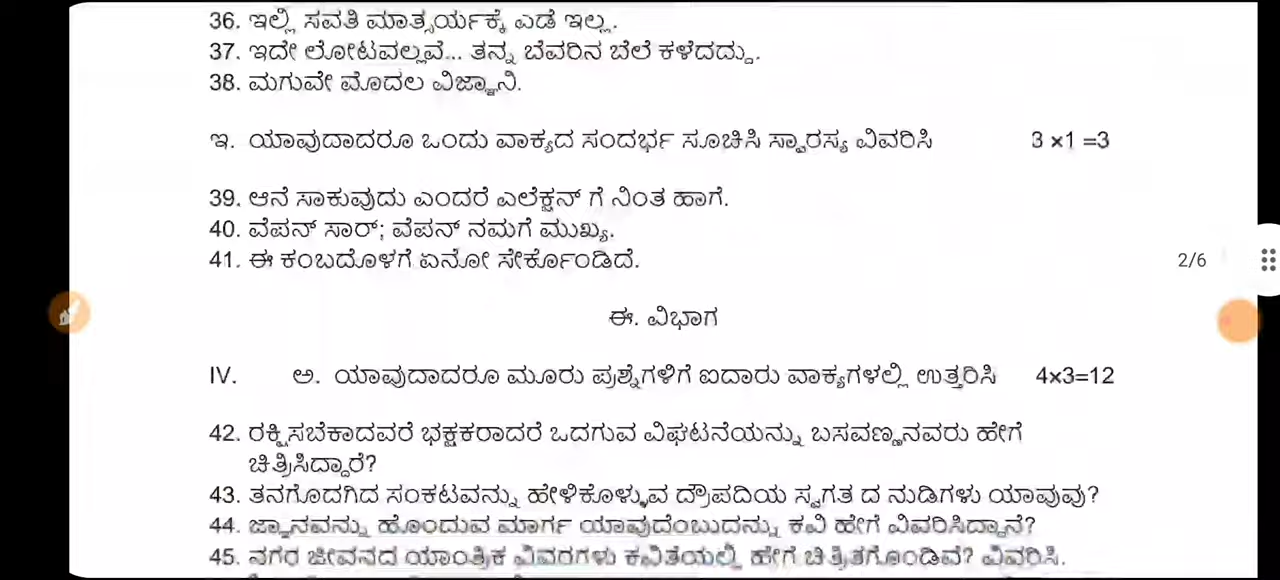 36. ಇಲ್ಲಿ ಸವತಿ ಮಾತ್ಸರ್ಯಕ್ಕೆ ಎಡೆ ಇಲ್ಲ.
37. ಇದೇ ಲೋಟವಲ್ಲವೆ... ತನ್ನ ಬೆವರಿನ ಬೆಲೆ ಕಳೆದದ್ದು.
38. ಮಗುವೇ ಮೊದಲ ವಿಜ್ಞಾನಿ.
ಇ. ಯಾವುದಾದರೂ ಒಂದು ವಾಕ್ಯದ ಸಂದರ್ಭ ಸೂಚಿಸಿ ಸ್ವಾರಸ್ಯ ವಿವರಿಸಿ 3 ×1 =3
39. ಆನೆ ಸಾಕುವುದು ಎಂದರೆ ಎಲೆಕ್ಷನ್ ಗೆ ನಿಂತ ಹಾಗೆ.
40. ವೆಪನ್ ಸಾರ್; ವೆಪನ್ ನಮಗೆ ಮುಖ್ಯ.
41. ಈ ಕಂಬದೊಳಗೆ ಏನೋ ಸೇರ್ಕೊಂಡಿದೆ.
2/6
ಈ. ವಿಭಾಗ
IV. ಅ. ಯಾವುದಾದರೂ ಮೂರು ಪ್ರಶ್ನೆಗಳಿಗೆ ಐದಾರು ವಾಕ್ಯಗಳಲ್ಲಿ ಉತ್ತರಿಸಿ 4×3=12
42. ರಕ್ಷಿಸಬೇಕಾದವರೆ ಭಕ್ಷಕರಾದರೆ ಒದಗುವ ವಿಘಟನೆಯನ್ನು ಬಸವಣ್ಣನವರು ಹೇಗೆ
ಚಿತ್ರಿಸಿದ್ದಾರೆ?
43. ತನಗೊದಗಿದ ಸಂಕಟವನ್ನು ಹೇಳಿಕೊಳ್ಳುವ ದ್ರೌಪದಿಯ ಸ್ವಗತ ದ ನುಡಿಗಳು ಯಾವುವು?
44. ಜ್ಞಾನವನ್ನು ಹೊಂದುವ ಮಾರ್ಗ ಯಾವುದೆಂಬುದನ್ನು ಕವಿ ಹೇಗೆ ವಿವರಿಸಿದ್ದಾನೆ?
45. ನಗರ ಜೀವನದ ಯಾಂತ್ರಿಕ ವಿವರಗಳು ಕವಿತೆಯಲ್ಲಿ ಹೇಗೆ ಚಿತ್ರಿತಗೊಂಡಿವೆ? ವಿವರಿಸಿ.